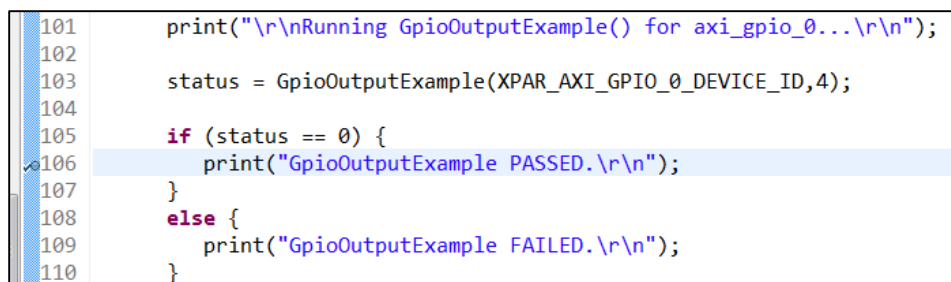 101 print("\r\nRunning GpioOutputExample() for axi_gpio_0...\r\n");
102
103 status = GpioOutputExample(XPAR_AXI_GPIO_0_DEVICE_ID,4);
104
105 if (status == 0) {
106 print("GpioOutputExample PASSED.\r\n");
107 }
108 else {
109 print("GpioOutputExample FAILED.\r\n");
110 }